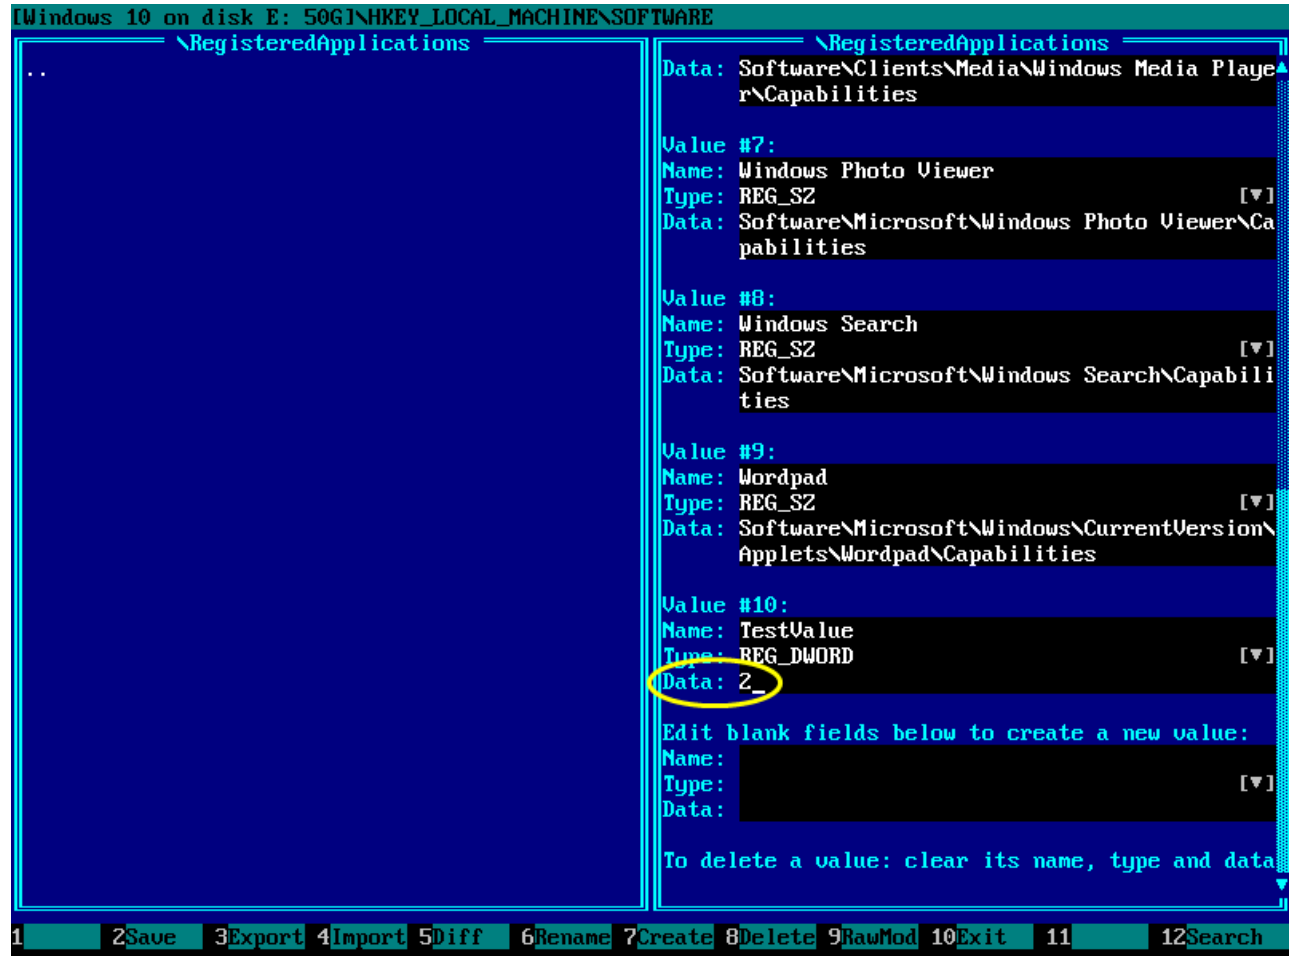 [Windows 10 on disk E: 50G]\HKEY_LOCAL_MACHINE\SOFTWARE
\RegisteredApplications
..
\RegisteredApplications
Data: Software\Clients\Media\Windows Media Playe
r\Capabilities
Value #7:
Name: Windows Photo Viewer
Type: REG_SZ [▼]
Data: Software\Microsoft\Windows Photo Viewer\Ca
pabilities
Value #8:
Name: Windows Search
Type: REG_SZ [▼]
Data: Software\Microsoft\Windows Search\Capabili
ties
Value #9:
Name: Wordpad
Type: REG_SZ [▼]
Data: Software\Microsoft\Windows\CurrentVersion\
Applets\Wordpad\Capabilities
Value #10:
Name: TestValue
Type: REG_DWORD [▼]
Data: 2_
Edit blank fields below to create a new value:
Name:
Type: [▼]
Data:
To delete a value: clear its name, type and data
1 2Save 3Export 4Import 5Diff 6Rename 7Create 8Delete 9RawMod 10Exit 11 12Search